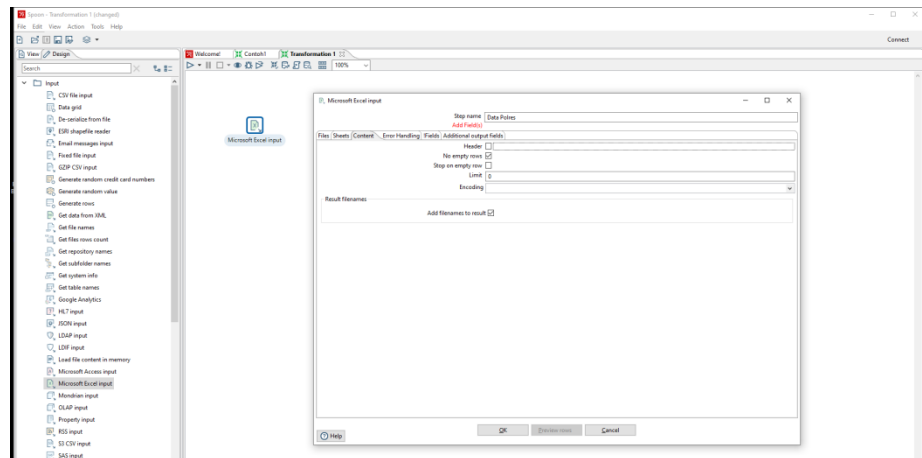 Spoon - Transformation 1 (changed)
File Edit View Action Tools Help
Connect
View Design
Welcome! Contoh1 Transformation 1
Search
100%
Input
CSV file input
Data grid
De-serialize from file
ESRI shapefile reader
Email messages input
Fixed file input
GZIP CSV input
Generate random credit card numbers
Generate random value
Generate rows
Get data from XML
Get file names
Get files rows count
Get repository names
Get subfolder names
Get system info
Get table names
Google Analytics
HL7 input
JSON input
LDAP input
LDIF input
Load file content in memory
Microsoft Access input
Microsoft Excel input
Mondrian input
OLAP input
Property input
RSS input
S3 CSV input
SAS input
Microsoft Excel input
Microsoft Excel input
Step name Data Polres
Add Field(s)
Files Sheets Content Error Handling !Fields Additional output fields
Header
No empty rows
Stop on empty row
Limit 0
Encoding
Result filenames
Add filenames to result
Help
OK Preview rows Cancel